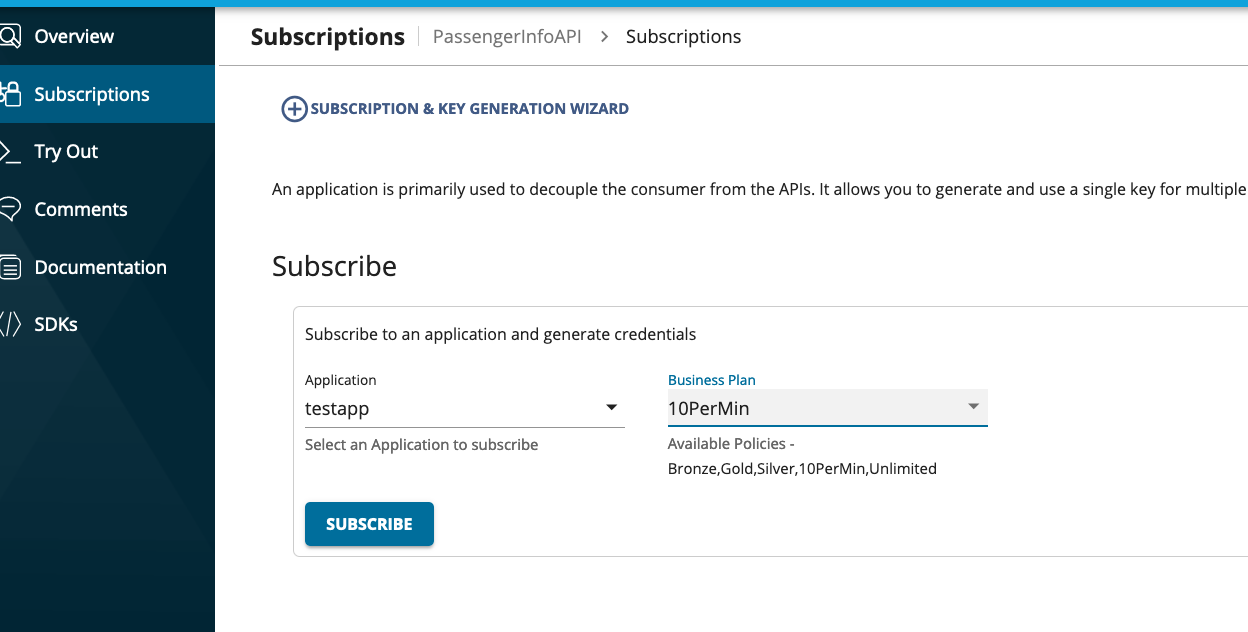 Overview
Subscriptions
Try Out
Comments
Documentation
SDKs
Subscriptions PassengerInfoAPI > Subscriptions
SUBSCRIPTION & KEY GENERATION WIZARD
An application is primarily used to decouple the consumer from the APIs. It allows you to generate and use a single key for multiple
Subscribe
Subscribe to an application and generate credentials
Application
testapp
Select an Application to subscribe
Business Plan
10PerMin
Available Policies -
Bronze,Gold,Silver,10PerMin,Unlimited
SUBSCRIBE